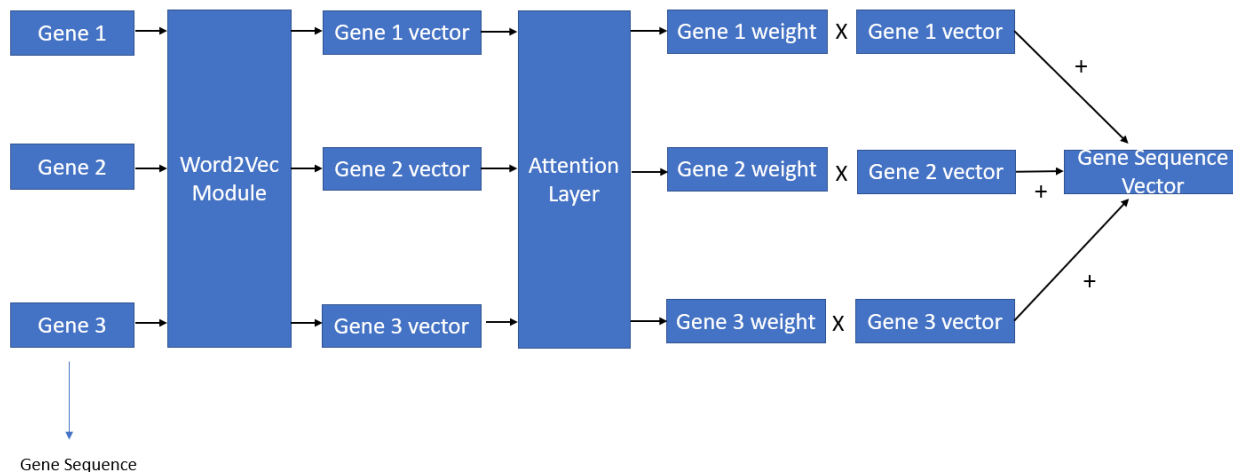 Gene 1
Gene 1 vector
Gene 1 weight X Gene 1 vector
+
Gene 2
Word2Vec
Module
Gene 2 vector
Attention
Layer
Gene 2 weight X Gene 2 vector
+
Gene Sequence
Vector
Gene 3
Gene 3 vector
Gene 3 weight X Gene 3 vector
+
Gene Sequence